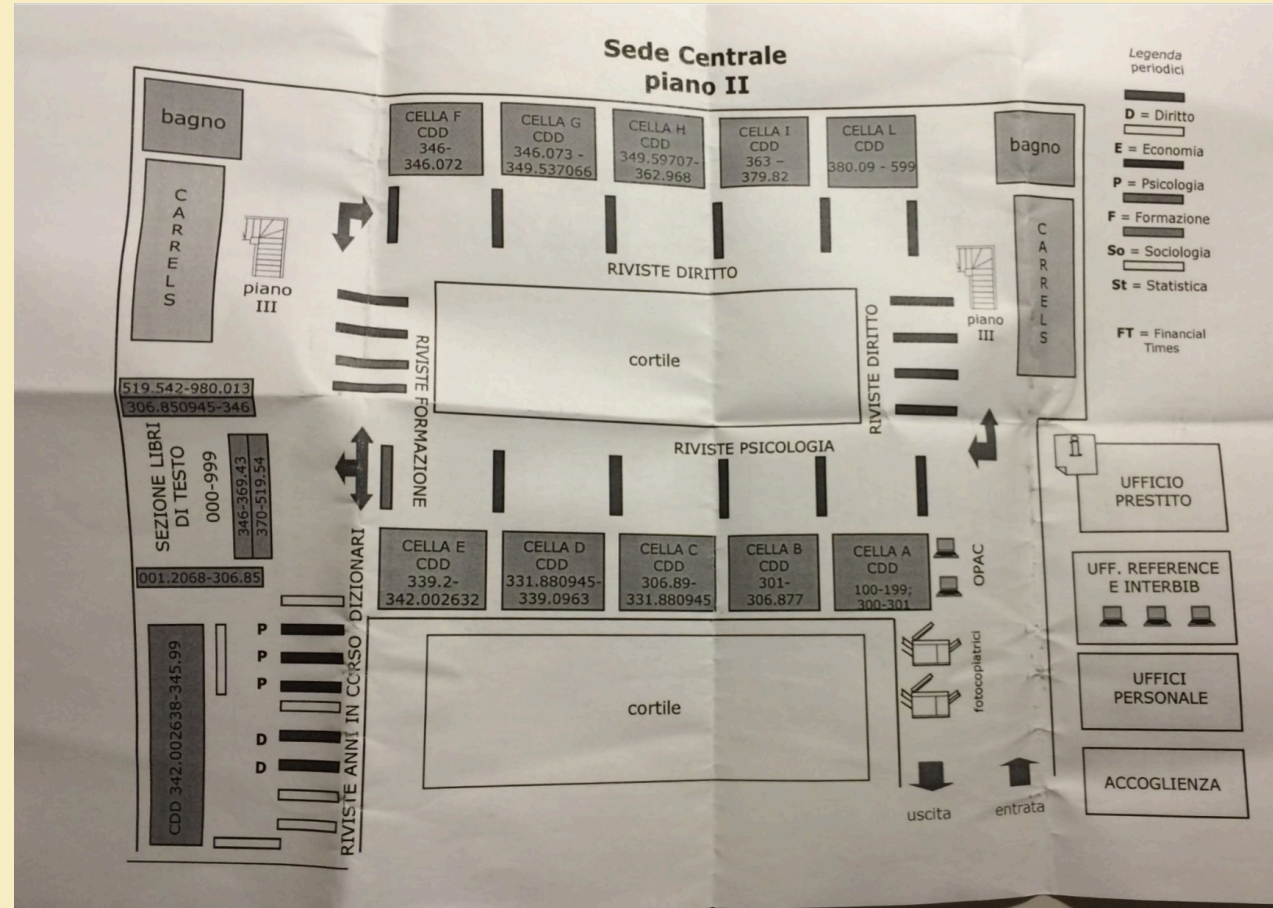 Sede Centrale
piano II
Legenda
periodici
D = Diritto
E = Economia
P = Psicologia
F = Formazione
So = Sociologia
St = Statistica
FT = Financial
Times
bagno
CELLA F
CDD
346-
346.072
CELLA G
CDD
346.073 -
349.537066
CELLA H
CDD
349.59707-
362.968
CELLA I
CDD
363 –
379.82
CELLA L
CDD
380.09 - 599
bagno
CARRELS
piano
III
RIVISTE DIRITTO
cortile
RIVISTE FORMAZIONE
RIVISTE DIRITTO
piano
III
CARRELS
519.542-980.013
306.850945-346
SEZIONE LIBRI
DI TESTO
000-999
346-369.43
370-519.54
001.2068-306.85
RIVISTE PSICOLOGIA
CELLA E
CDD
339.2-
342.002632
CELLA D
CDD
331.880945-
339.0963
CELLA C
CDD
306.89-
331.880945
CELLA B
CDD
301-
306.877
CELLA A
CDD
100-199;
300-301
OPAC
i
UFFICIO
PRESTITO
UFF. REFERENCE
E INTERBIB
UFFICI
PERSONALE
ACCOGLIENZA
CDD 342.002638-345.99
P
P
P
D
D
RIVISTE ANNI IN CORSO DIZIONARI
cortile
fotocopiatrici
uscita
entrata